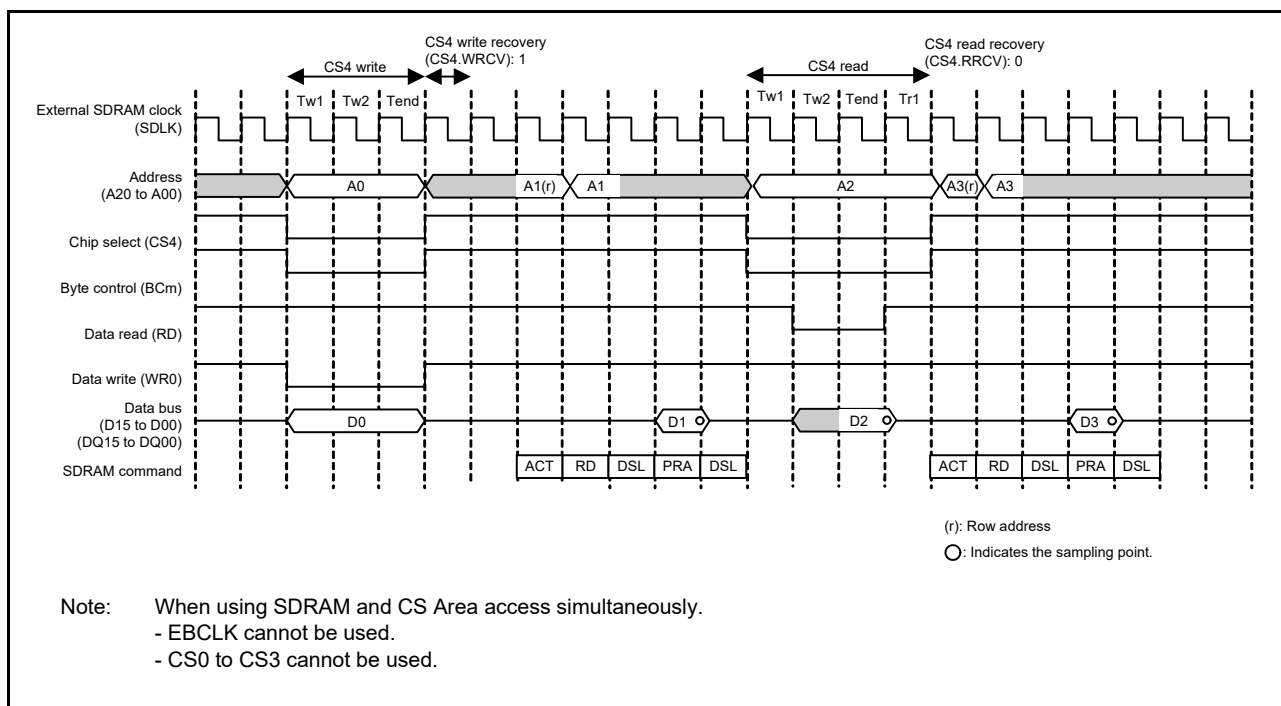 CS4 write recovery
(CS4.WRCV): 1
CS4 read recovery
(CS4.RRCV): 0
CS4 write
CS4 read
Tw1 Tw2 Tend
Tw1 Tw2 Tend Tr1
External SDRAM clock
(SDLK)
Address
(A20 to A00)
A0 A1(r) A1 A2 A3(r) A3
Chip select (CS4)
Byte control (BCm)
Data read (RD)
Data write (WR0)
Data bus
(D15 to D00)
(DQ15 to DQ00)
D0 D1 D2 D3
SDRAM command
ACT RD DSL PRA DSL ACT RD DSL PRA DSL
(r): Row address
: Indicates the sampling point.
Note: When using SDRAM and CS Area access simultaneously.
- EBCLK cannot be used.
- CS0 to CS3 cannot be used.